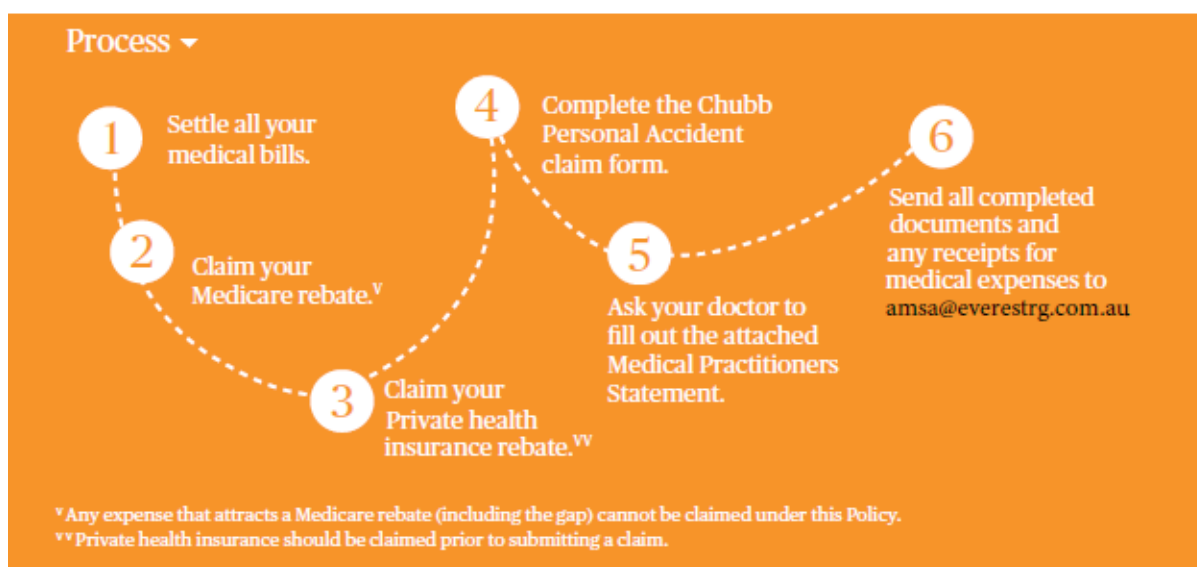 Process
1
Settle all your
medical bills.
2
Claim your
Medicare rebate.ⱽ
3
Claim your
Private health
insurance rebate.ⱽⱽ
4
Complete the Chubb
Personal Accident
claim form.
5
Ask your doctor to
fill out the attached
Medical Practitioners
Statement.
6
Send all completed
documents and
any receipts for
medical expenses to
amsa@everestrg.com.au
ⱽ Any expense that attracts a Medicare rebate (including the gap) cannot be claimed under this Policy.
ⱽⱽ Private health insurance should be claimed prior to submitting a claim.